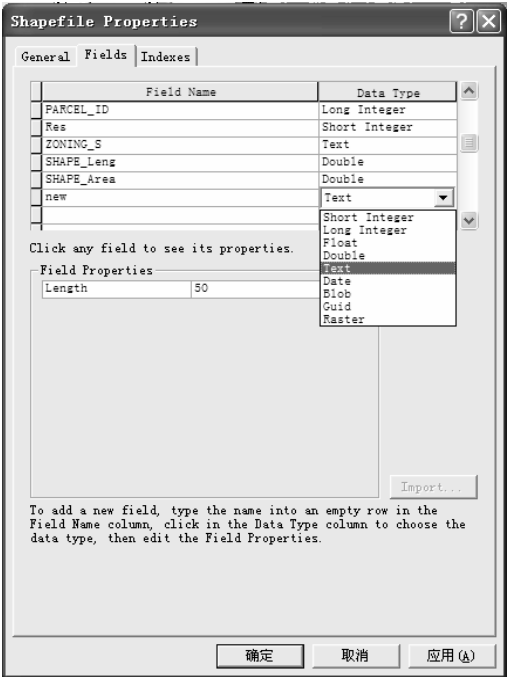 Shapefile Properties
General Fields Indexes
Field Name Data Type
PARCEL_ID Long Integer
Res Short Integer
ZONING_S Text
SHAPE_Leng Double
SHAPE_Area Double
new Text
Short Integer
Long Integer
Float
Double
Text
Date
Blob
Guid
Raster
Click any field to see its properties.
Field Properties
Length 50
Import...
To add a new field, type the name into an empty row in the
Field Name column, click in the Data Type column to choose the
data type, then edit the Field Properties.
确定 取消 应用(A)